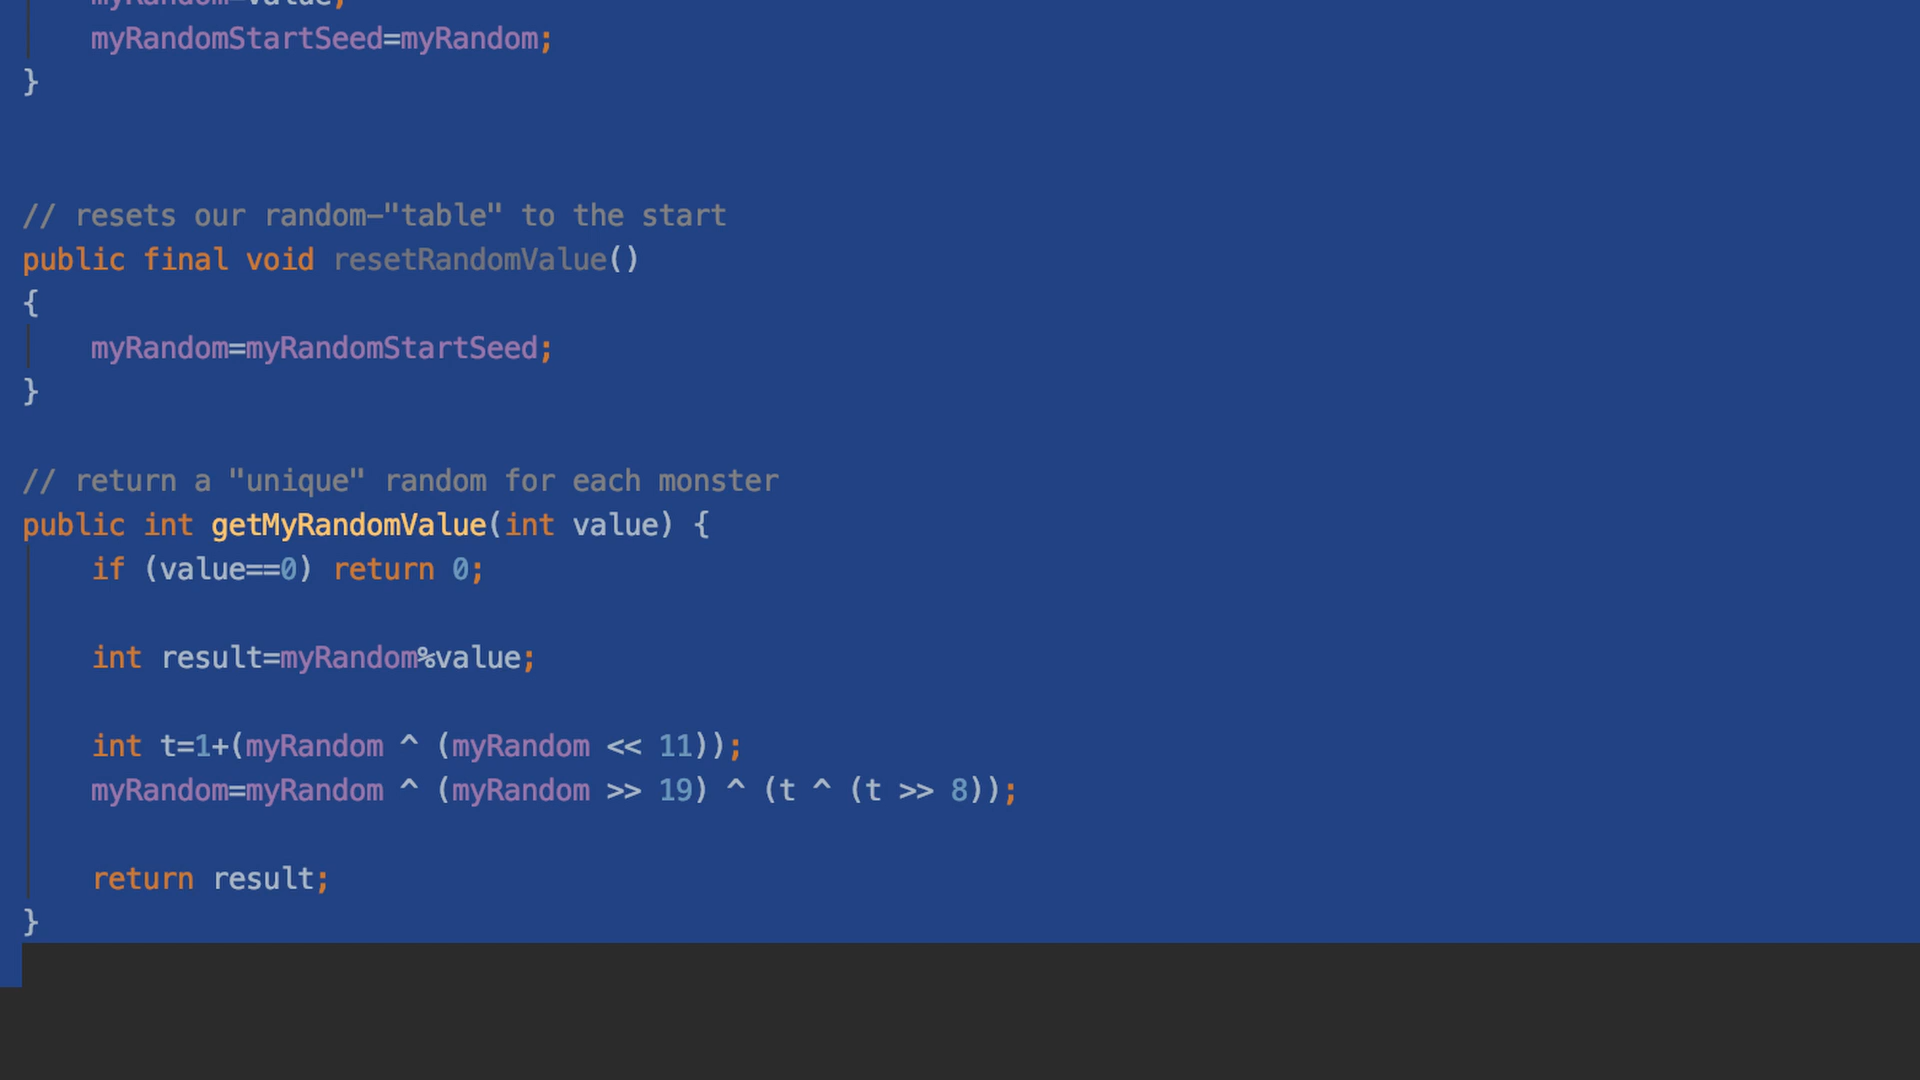 myRandom=value;
myRandomStartSeed=myRandom;
}
// resets our random-"table" to the start
public final void resetRandomValue()
{
myRandom=myRandomStartSeed;
}
// return a "unique" random for each monster
public int getMyRandomValue(int value) {
if (value==0) return 0;
int result=myRandom%value;
int t=1+(myRandom ^ (myRandom << 11));
myRandom=myRandom ^ (myRandom >> 19) ^ (t ^ (t >> 8));
return result;
}